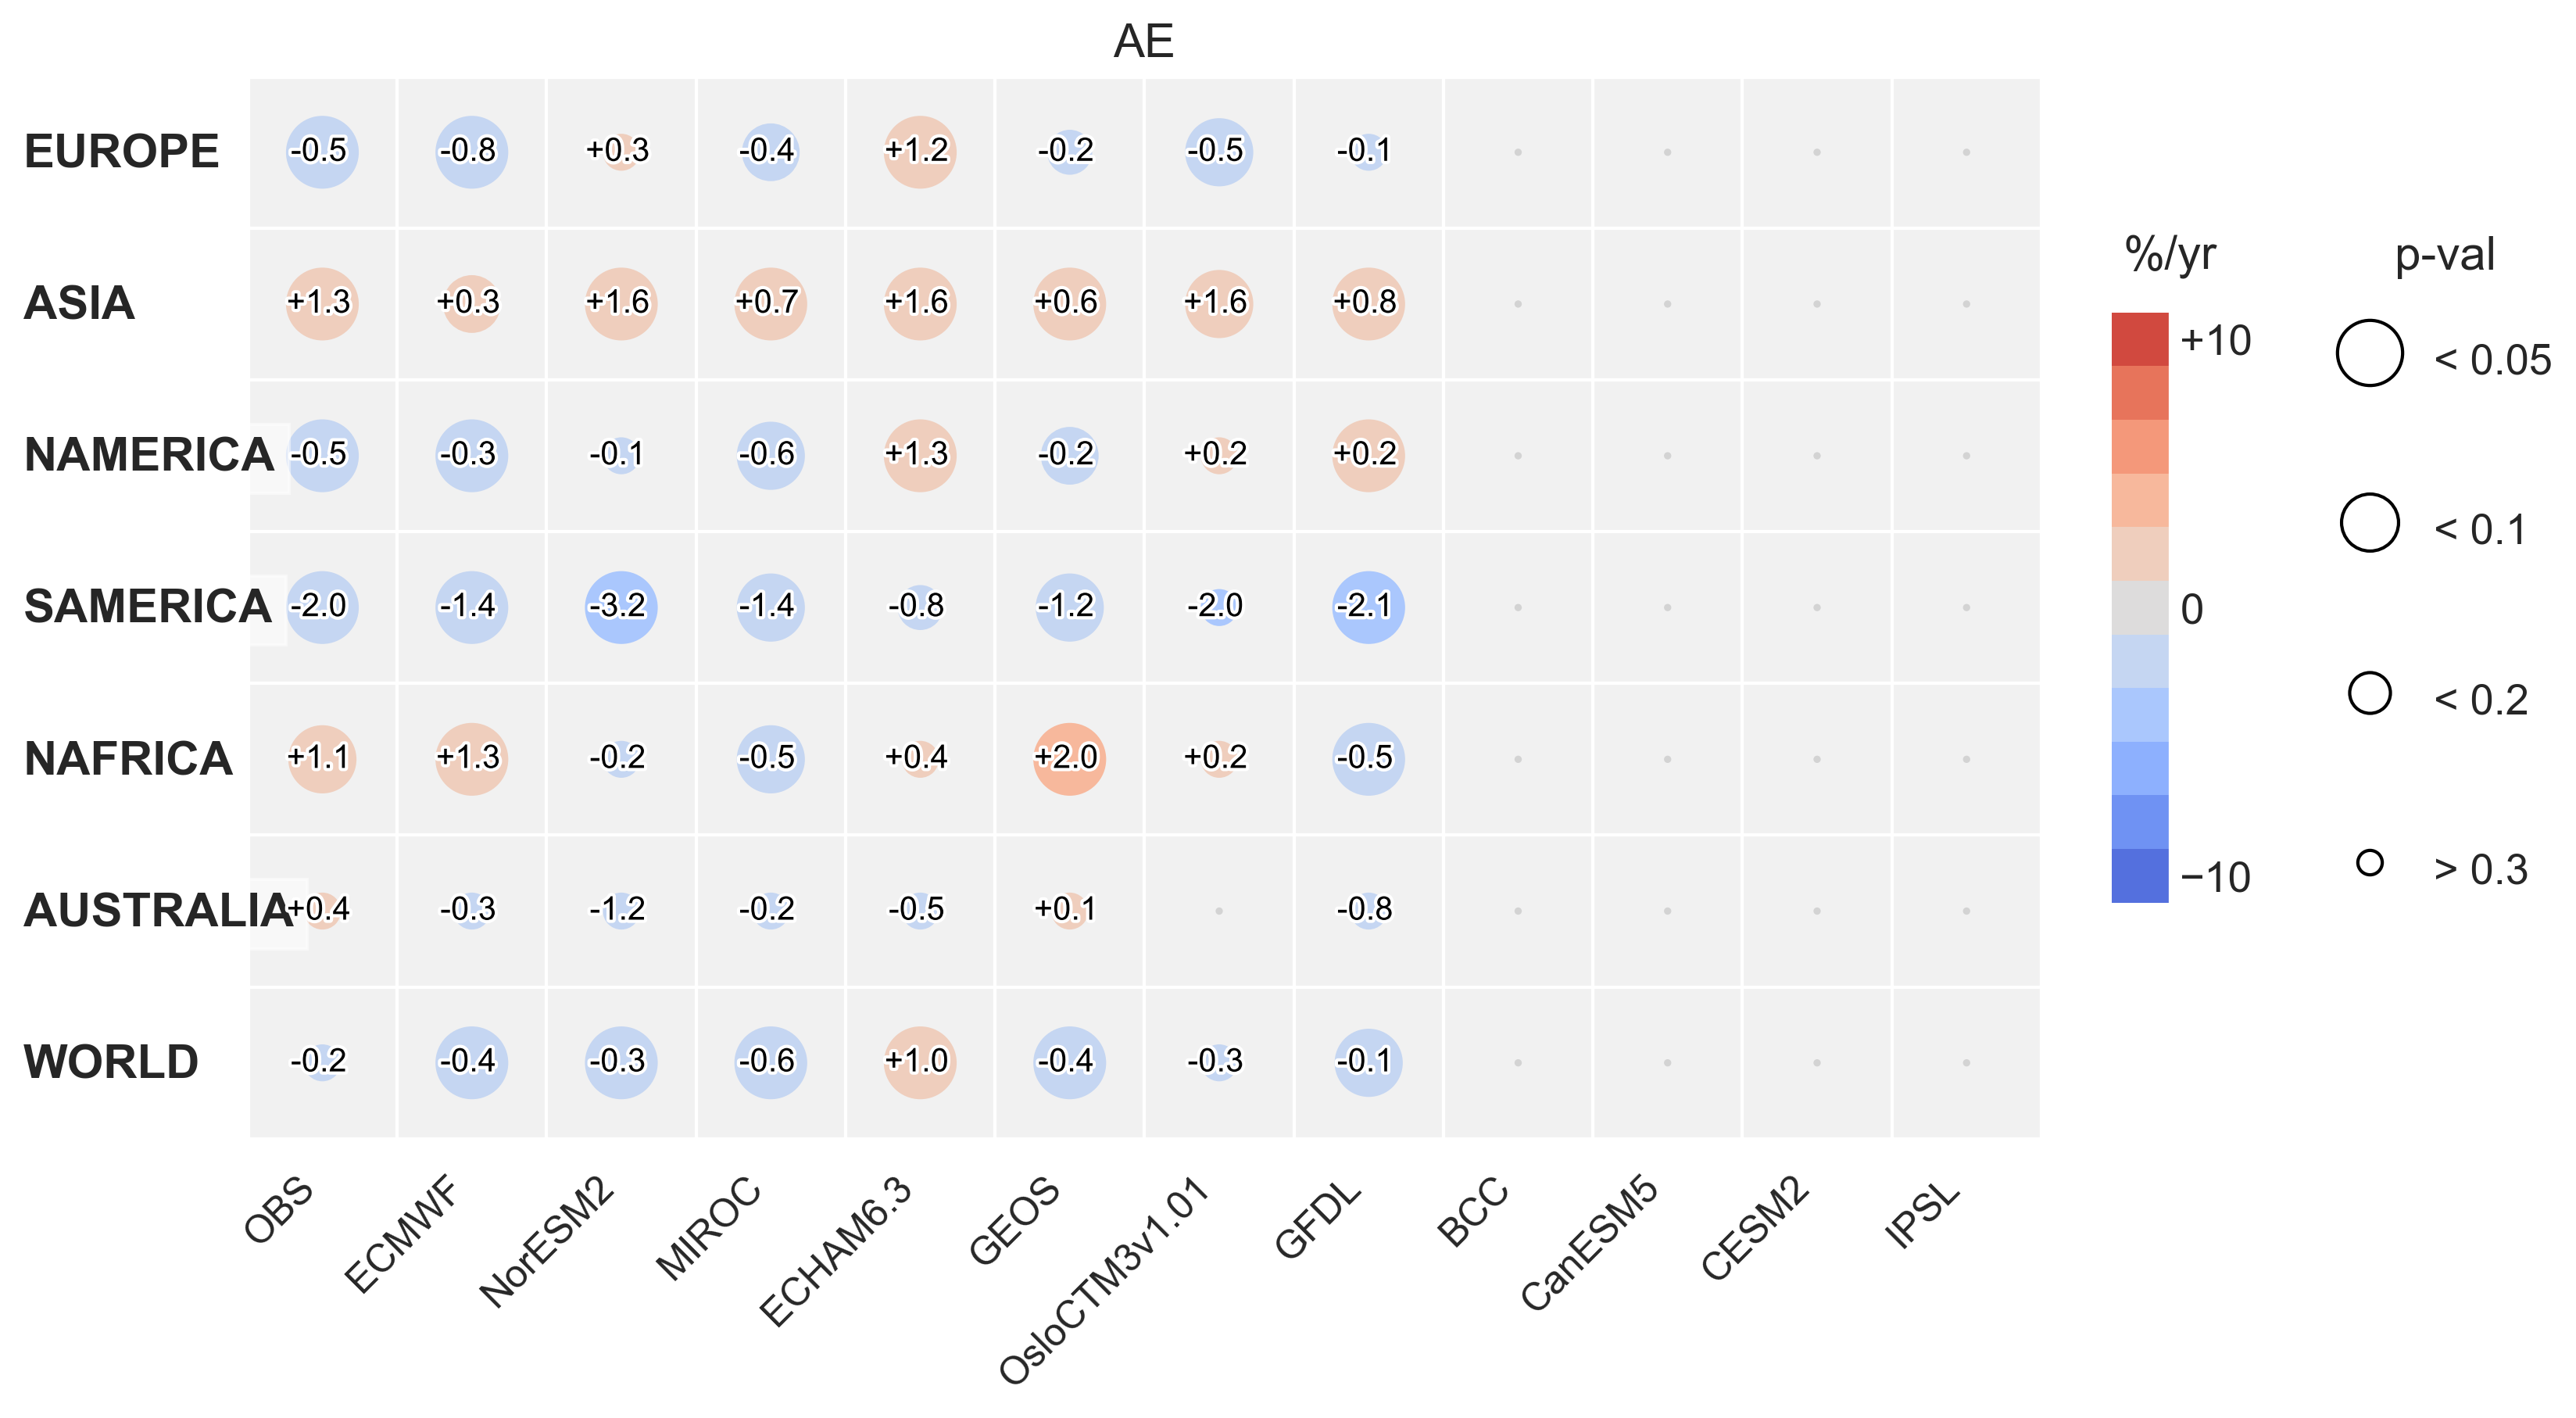 AE
EUROPE -0.5 -0.8 +0.3 -0.4 +1.2 -0.2 -0.5 -0.1
ASIA +1.3 +0.3 +1.6 +0.7 +1.6 +0.6 +1.6 +0.8
NAMERICA -0.5 -0.3 -0.1 -0.6 +1.3 -0.2 +0.2 +0.2
SAMERICA -2.0 -1.4 -3.2 -1.4 -0.8 -1.2 -2.0 -2.1
NAFRICA +1.1 +1.3 -0.2 -0.5 +0.4 +2.0 +0.2 -0.5
AUSTRALIA +0.4 -0.3 -1.2 -0.2 -0.5 +0.1 -0.8
WORLD -0.2 -0.4 -0.3 -0.6 +1.0 -0.4 -0.3 -0.1
OBS ECMWF NorESM2 MIROC ECHAM6.3 GEOS OsloCTM3v1.01 GFDL BCC CanESM5 CESM2 IPSL
%/yr
+10
0
−10
p-val
< 0.05
< 0.1
< 0.2
> 0.3